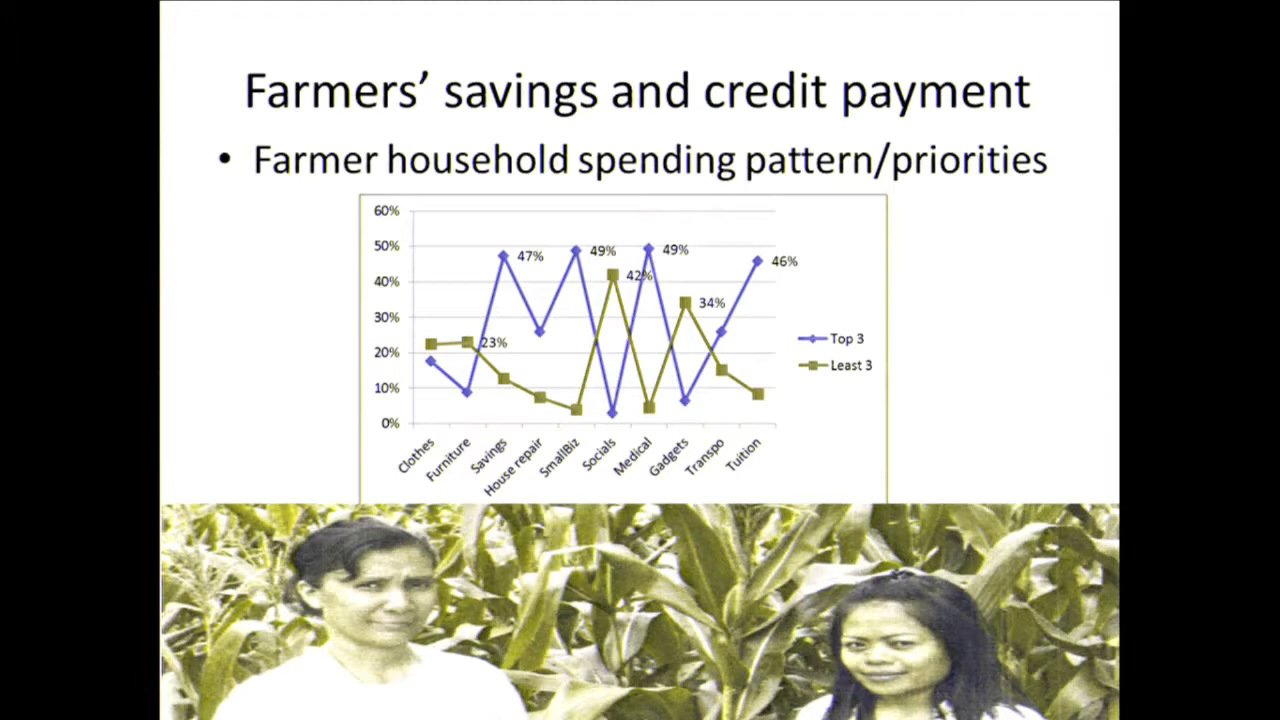 Farmers' savings and credit payment
• Farmer household spending pattern/priorities
60%
50%
40%
30%
20%
10%
0%
47%
49%
49%
46%
42%
34%
23%
Top 3
Least 3
Clothes
Furniture
Savings
House repair
SmallBiz
Socials
Medical
Gadgets
Transpo
Tuition